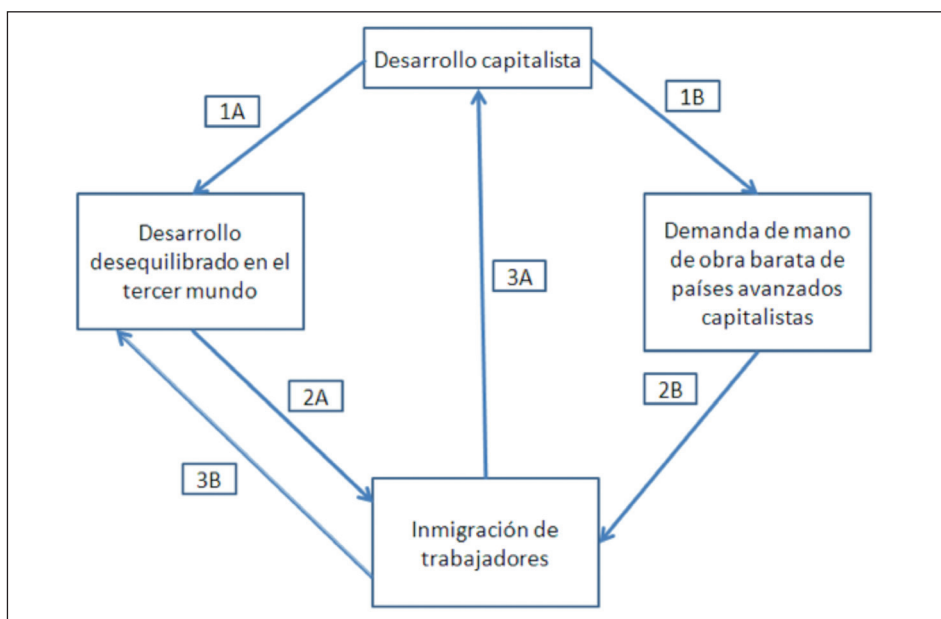 Desarrollo capitalista
1A
1B
Desarrollo
desequilibrado en el
tercer mundo
Demanda de mano
de obra barata de
países avanzados
capitalistas
3A
2A
2B
3B
Inmigración de
trabajadores